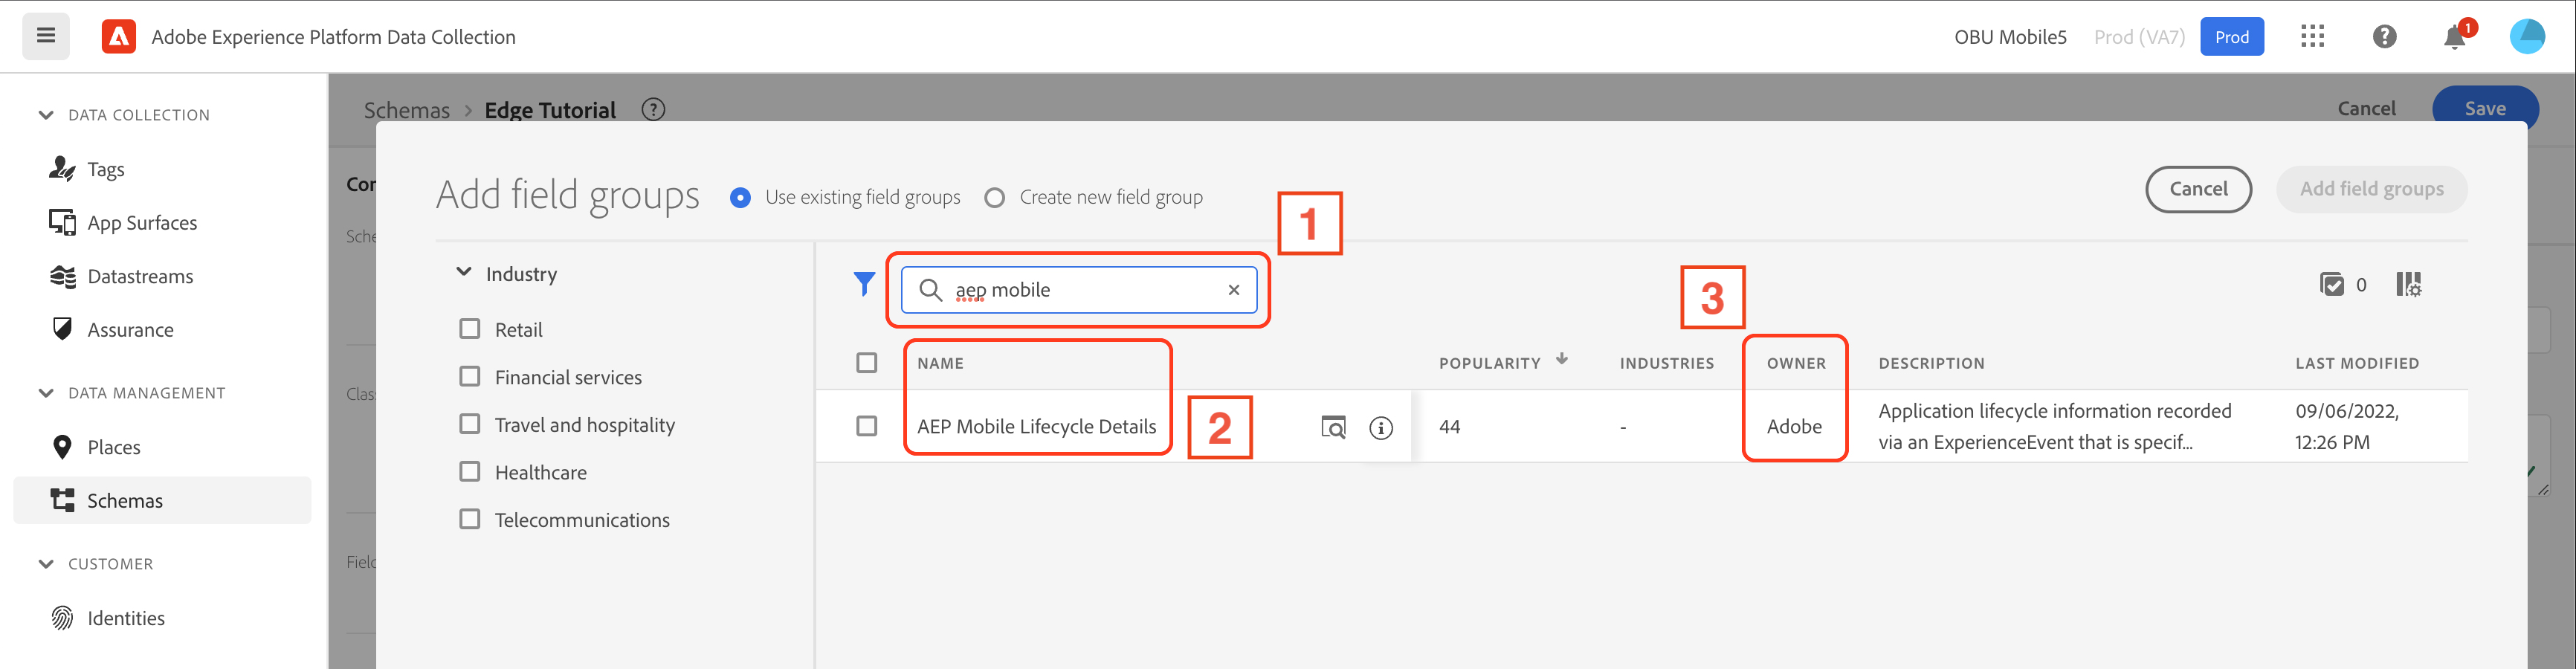 Adobe Experience Platform Data Collection
OBU Mobile5 Prod (VA7) Prod 1
DATA COLLECTION
Tags
App Surfaces
Datastreams
Assurance
DATA MANAGEMENT
Places
Schemas
CUSTOMER
Identities
Schemas > Edge Tutorial
Cancel Save
Add field groups Use existing field groups Create new field group
Cancel Add field groups
1
Industry
Retail
Financial services
Travel and hospitality
Healthcare
Telecommunications
aep mobile
3
0
NAME POPULARITY INDUSTRIES OWNER DESCRIPTION LAST MODIFIED
AEP Mobile Lifecycle Details 2 44 - Adobe
Application lifecycle information recorded
via an ExperienceEvent that is specif...
09/06/2022,
12:26 PM